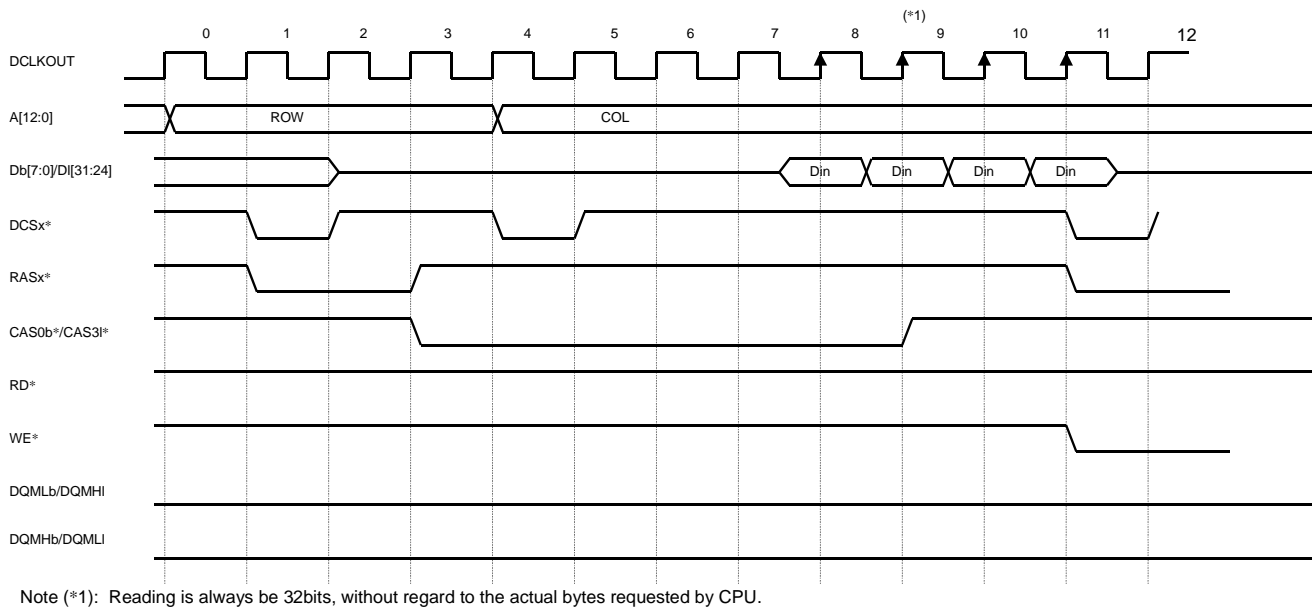 (*1)
0 1 2 3 4 5 6 7 8 9 10 11 12
DCLKOUT
A[12:0] ROW COL
Db[7:0]/Dl[31:24] Din Din Din Din
DCSx*
RASx*
CAS0b*/CAS3l*
RD*
WE*
DQMLb/DQMHl
DQMHb/DQMLl
Note (*1): Reading is always be 32bits, without regard to the actual bytes requested by CPU.